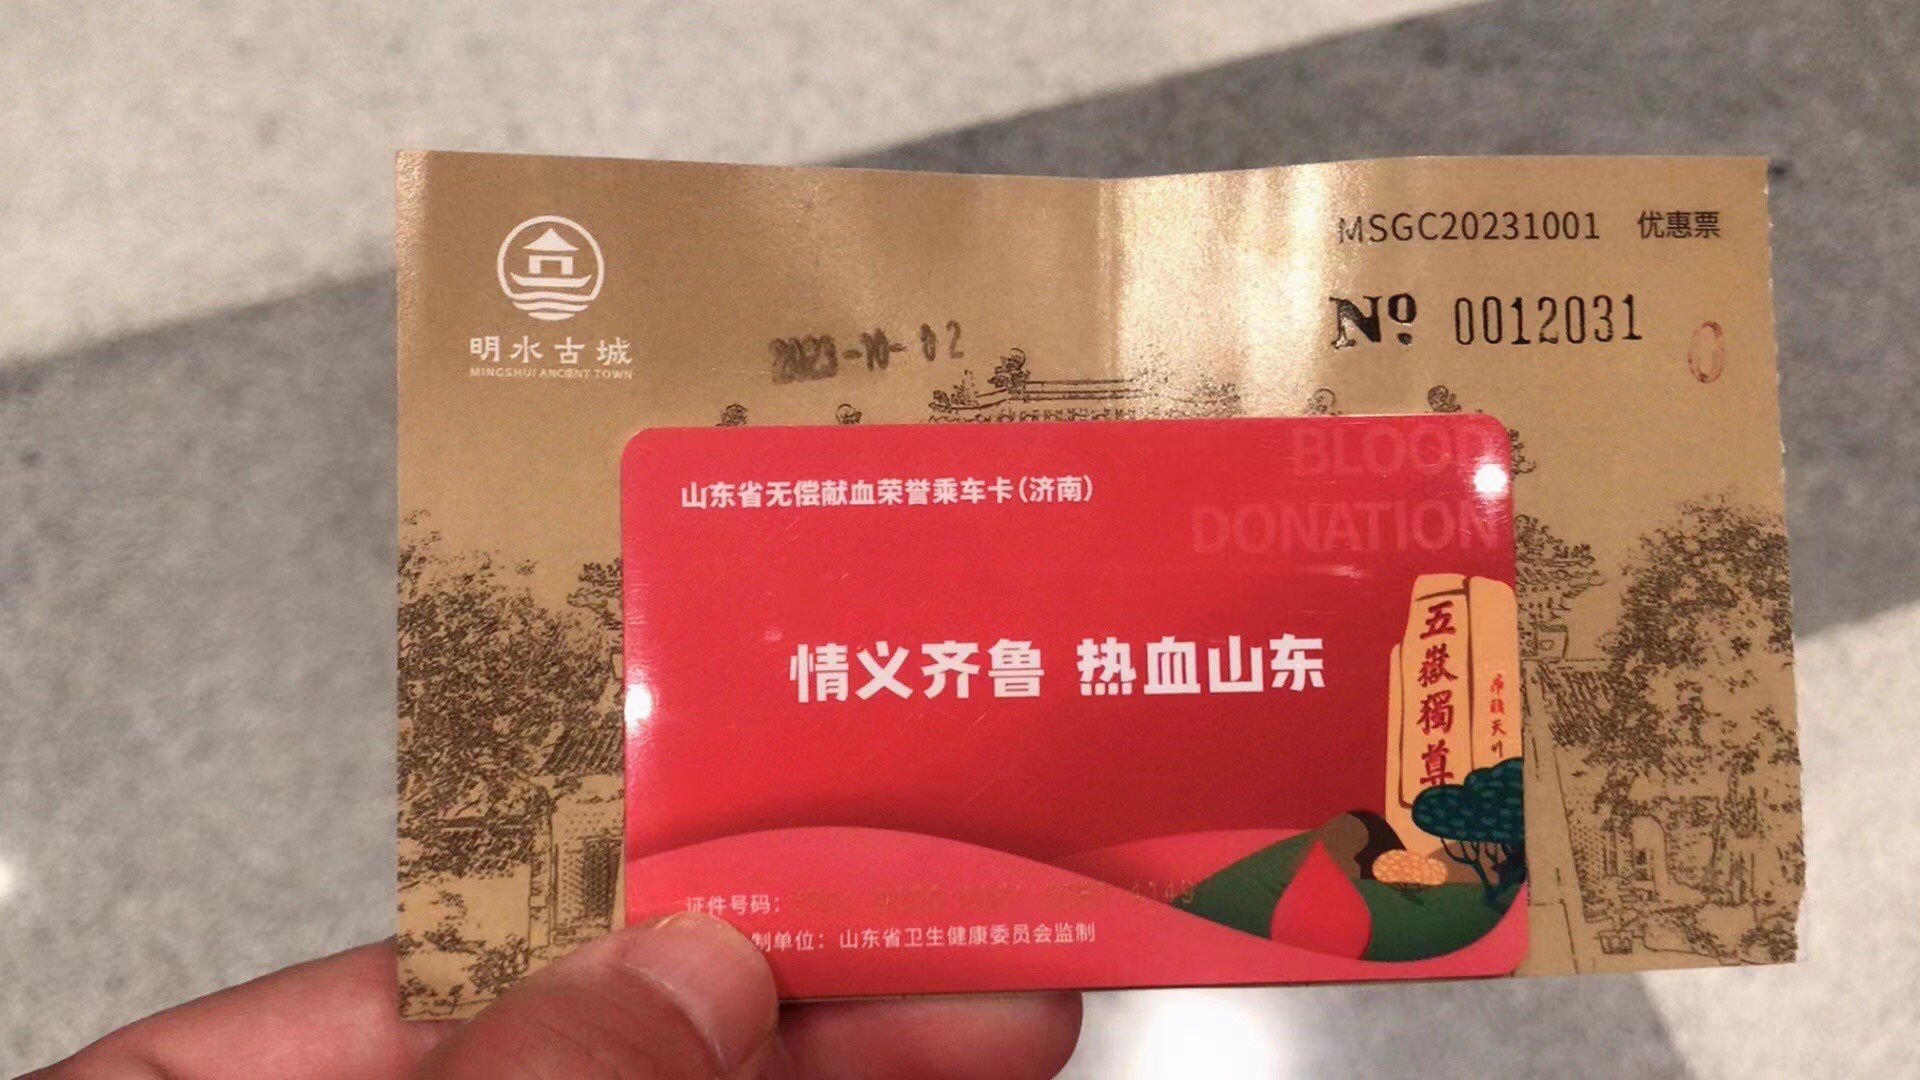 明水古城
MINGSHUI ANCIENT TOWN
2023-10-02
MSGC20231001 优惠票
No. 0012031
BLOOD
DONATION
山东省无偿献血荣誉乘车卡(济南)
情义齐鲁 热血山东
五嶽獨尊
证件号码:
制单位：山东省卫生健康委员会监制